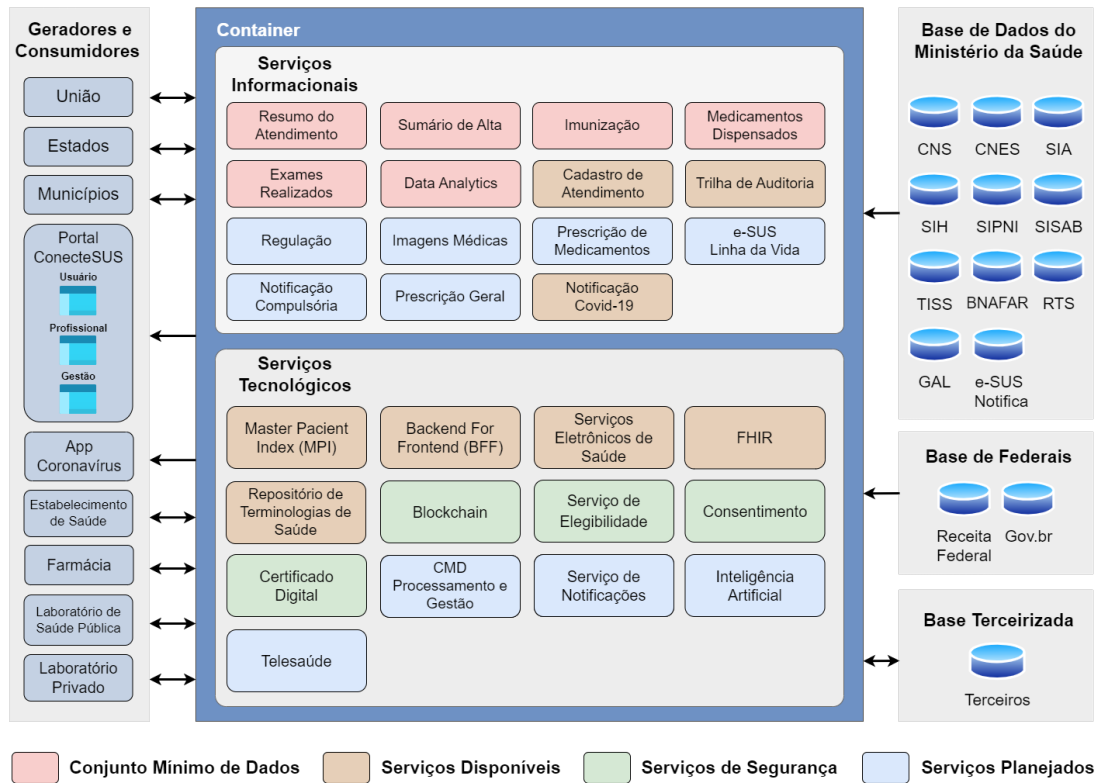 Geradores e
Consumidores
União
Estados
Municípios
Portal
ConecteSUS
Usuário
Profissional
Gestão
App
Coronavírus
Estabelecimento
de Saúde
Farmácia
Laboratório de
Saúde Pública
Laboratório
Privado
Container
Serviços
Informacionais
Resumo do
Atendimento
Sumário de Alta
Imunização
Medicamentos
Dispensados
Exames
Realizados
Data Analytics
Cadastro de
Atendimento
Trilha de Auditoria
Regulação
Imagens Médicas
Prescrição de
Medicamentos
e-SUS
Linha da Vida
Notificação
Compulsória
Prescrição Geral
Notificação
Covid-19
Serviços
Tecnológicos
Master Pacient
Index (MPI)
Backend For
Frontend (BFF)
Serviços
Eletrônicos de
Saúde
FHIR
Repositório de
Terminologias de
Saúde
Blockchain
Serviço de
Elegibilidade
Consentimento
Certificado
Digital
CMD
Processamento e
Gestão
Serviço de
Notificações
Inteligência
Artificial
Telesaúde
Base de Dados do
Ministério da Saúde
CNS
CNES
SIA
SIH
SIPNI
SISAB
TISS
BNAFAR
RTS
GAL
e-SUS
Notifica
Base de Federais
Receita
Federal
Gov.br
Base Terceirizada
Terceiros
Conjunto Mínimo de Dados
Serviços Disponíveis
Serviços de Segurança
Serviços Planejados